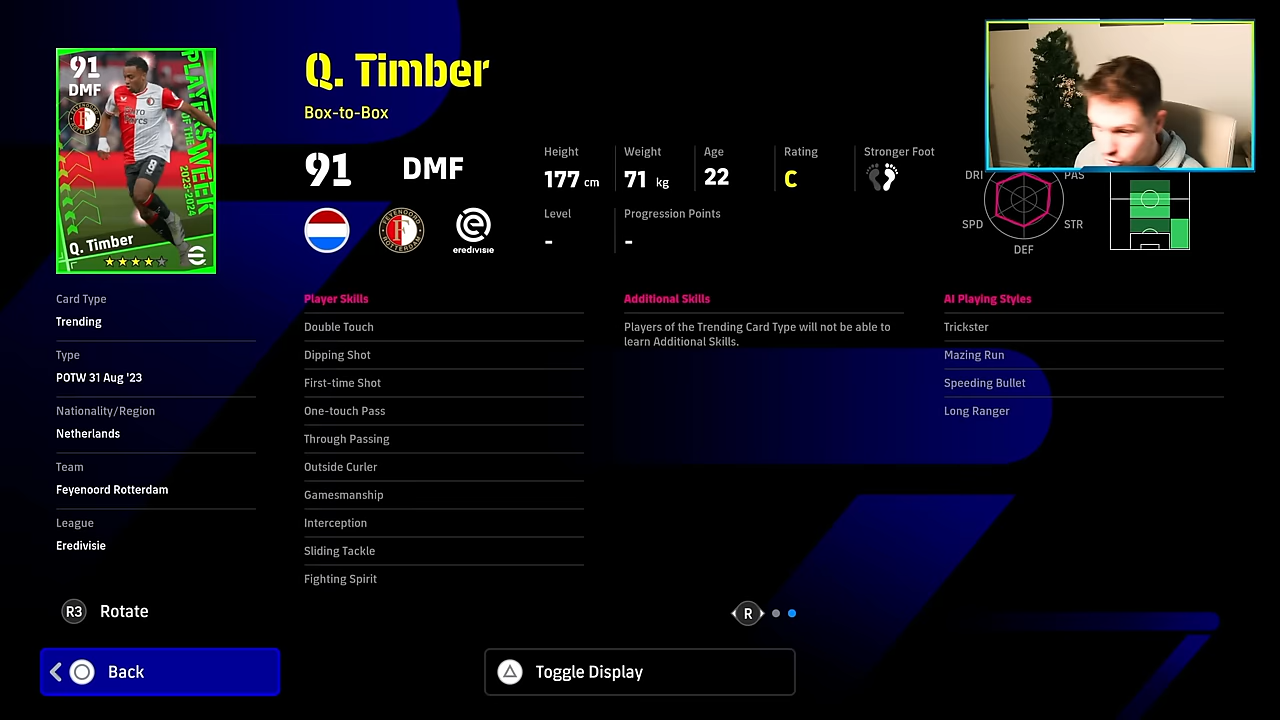 91
DMF
PLAYERS
OF THE
WEEK
2023-2024
Q. Timber
Q. Timber
Box-to-Box
91
DMF
eredivisie
Height
177 cm
Weight
71 kg
Age
22
Rating
C
Stronger Foot
Level
-
Progression Points
-
DRI
PAS
SPD
STR
DEF
Card Type
Trending
Type
POTW 31 Aug '23
Nationality/Region
Netherlands
Team
Feyenoord Rotterdam
League
Eredivisie
Player Skills
Double Touch
Dipping Shot
First-time Shot
One-touch Pass
Through Passing
Outside Curler
Gamesmanship
Interception
Sliding Tackle
Fighting Spirit
Additional Skills
Players of the Trending Card Type will not be able to
learn Additional Skills.
AI Playing Styles
Trickster
Mazing Run
Speeding Bullet
Long Ranger
R3 Rotate
R
Back
Toggle Display